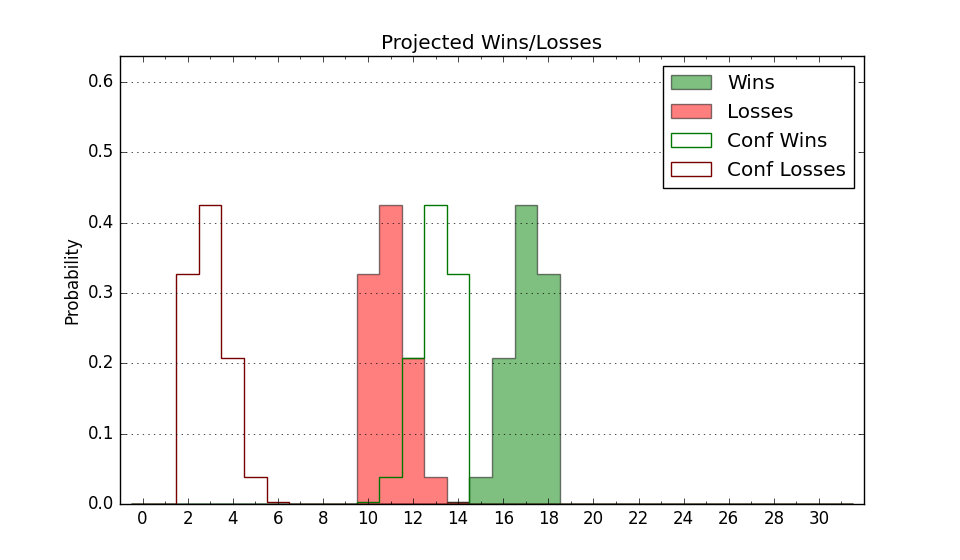 Projected Wins/Losses
Wins
Losses
Conf Wins
Conf Losses
Probability
0.6
0.5
0.4
0.3
0.2
0.1
0.0
0 2 4 6 8 10 12 14 16 18 20 22 24 26 28 30